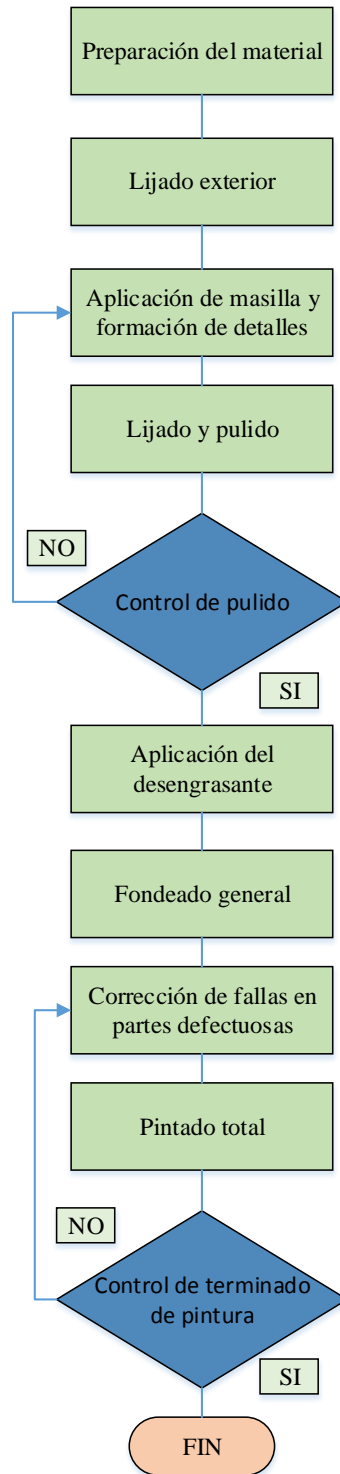 Preparación del material
Lijado exterior
Aplicación de masilla y
formación de detalles
Lijado y pulido
NO
Control de pulido
SI
Aplicación del
desengrasante
Fondeado general
Corrección de fallas en
partes defectuosas
Pintado total
NO
Control de terminado
de pintura
SI
FIN